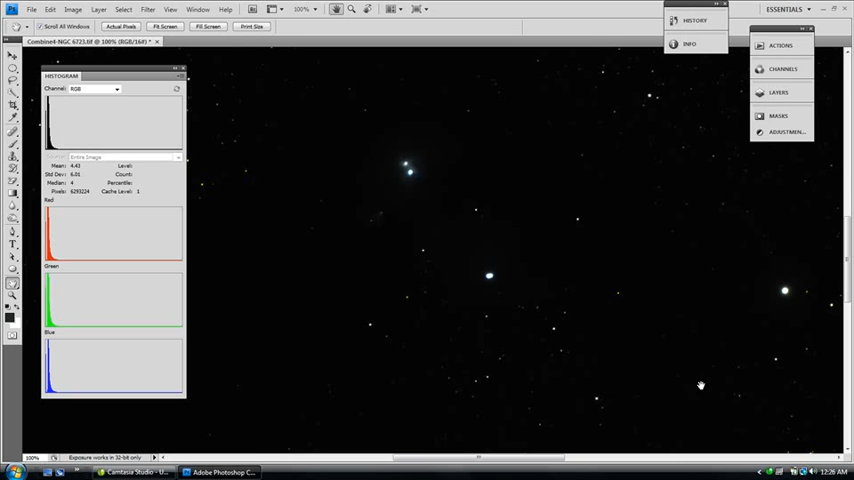 Ps File Edit Image Layer Select Filter View Window Help 100% ESSENTIALS
Scroll All Windows Actual Pixels Fit Screen Fill Screen Print Size
Combine4-NGC 6723.tif @ 100% (RGB/16#) *
HISTORY
INFO
ACTIONS
CHANNELS
LAYERS
MASKS
ADJUSTMEN...
HISTOGRAM
Channel: RGB
Entire Image
Mean: 4.43 Level:
Std Dev: 6.01 Count:
Median: 4 Percentile:
Pixels: 6293224 Cache Level: 1
Red
Green
Blue
100% Exposure works in 32-bit only
Camtasia Studio - U... Adobe Photoshop C... 12:26 AM